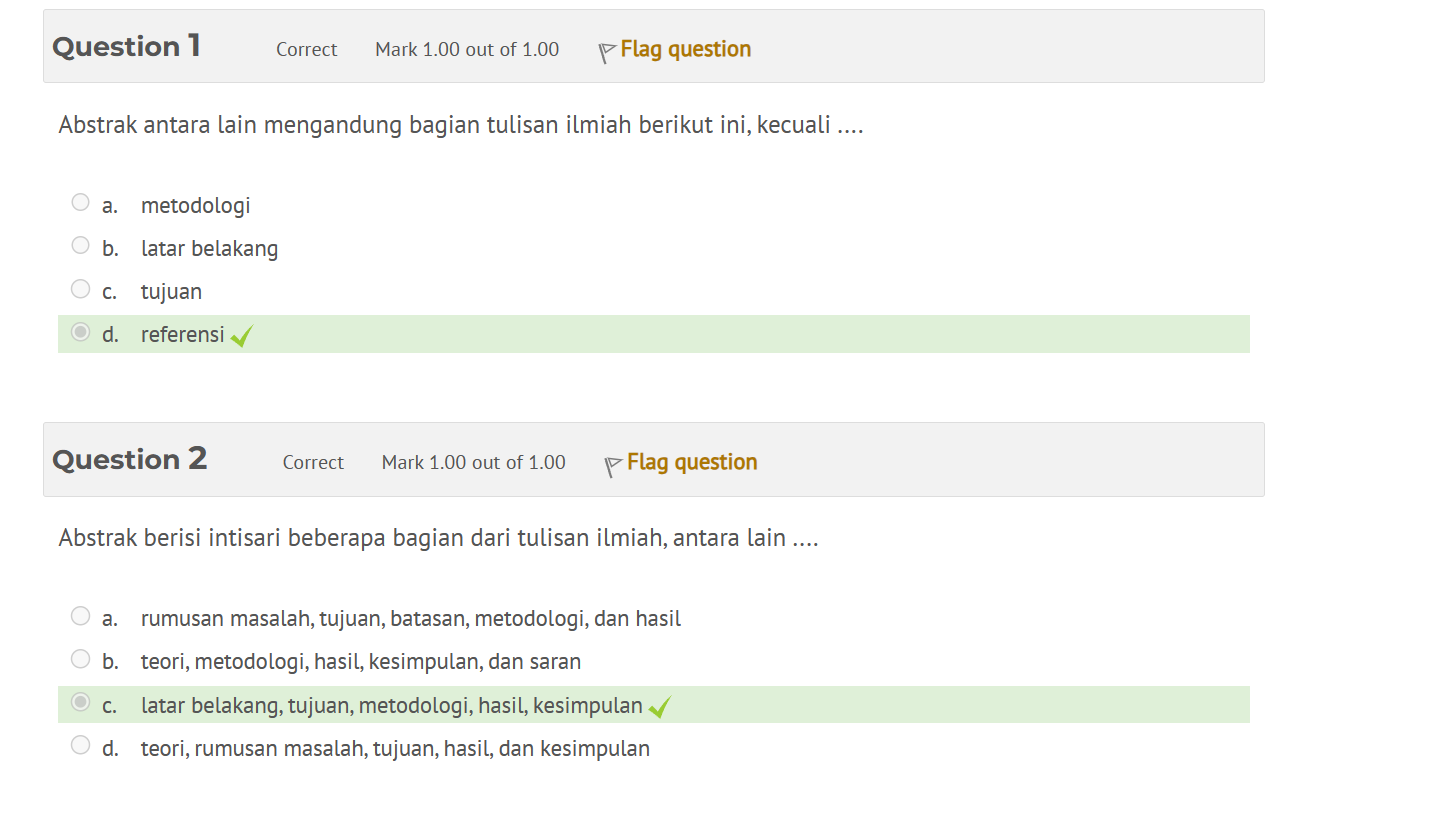 Question 1 Correct Mark 1.00 out of 1.00 Flag question
Abstrak antara lain mengandung bagian tulisan ilmiah berikut ini, kecuali ....
a. metodologi
b. latar belakang
c. tujuan
d. referensi
Question 2 Correct Mark 1.00 out of 1.00 Flag question
Abstrak berisi intisari beberapa bagian dari tulisan ilmiah, antara lain ....
a. rumusan masalah, tujuan, batasan, metodologi, dan hasil
b. teori, metodologi, hasil, kesimpulan, dan saran
c. latar belakang, tujuan, metodologi, hasil, kesimpulan
d. teori, rumusan masalah, tujuan, hasil, dan kesimpulan